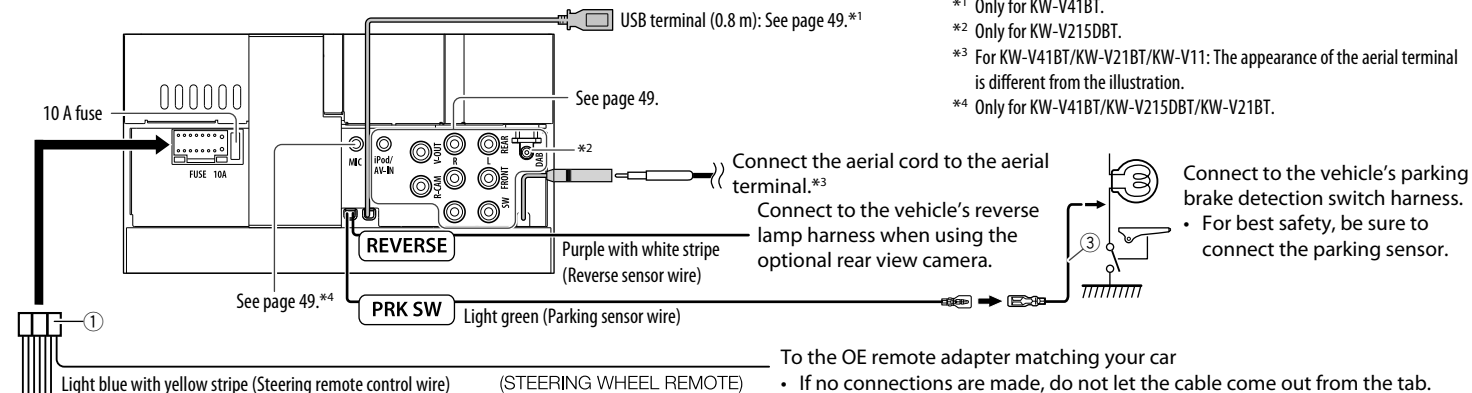 USB terminal (0.8 m): See page 49.*1
*1 Only for KW-V41BT.
*2 Only for KW-V215DBT.
*3 For KW-V41BT/KW-V21BT/KW-V11: The appearance of the aerial terminal
is different from the illustration.
*4 Only for KW-V41BT/KW-V215DBT/KW-V21BT.
10 A fuse
See page 49.
FUSE 10A
MIC
iPod/
AV-IN
V-OUT
R-CAM
R
L
REAR
FRONT
SW
DAB
*2
Connect the aerial cord to the aerial
terminal.*3
REVERSE
Purple with white stripe
(Reverse sensor wire)
Connect to the vehicle's reverse
lamp harness when using the
optional rear view camera.
Connect to the vehicle's parking
brake detection switch harness.
• For best safety, be sure to
connect the parking sensor.
③
See page 49.*4
PRK SW
Light green (Parking sensor wire)
①
Light blue with yellow stripe (Steering remote control wire)
(STEERING WHEEL REMOTE)
To the OE remote adapter matching your car
• If no connections are made, do not let the cable come out from the tab.